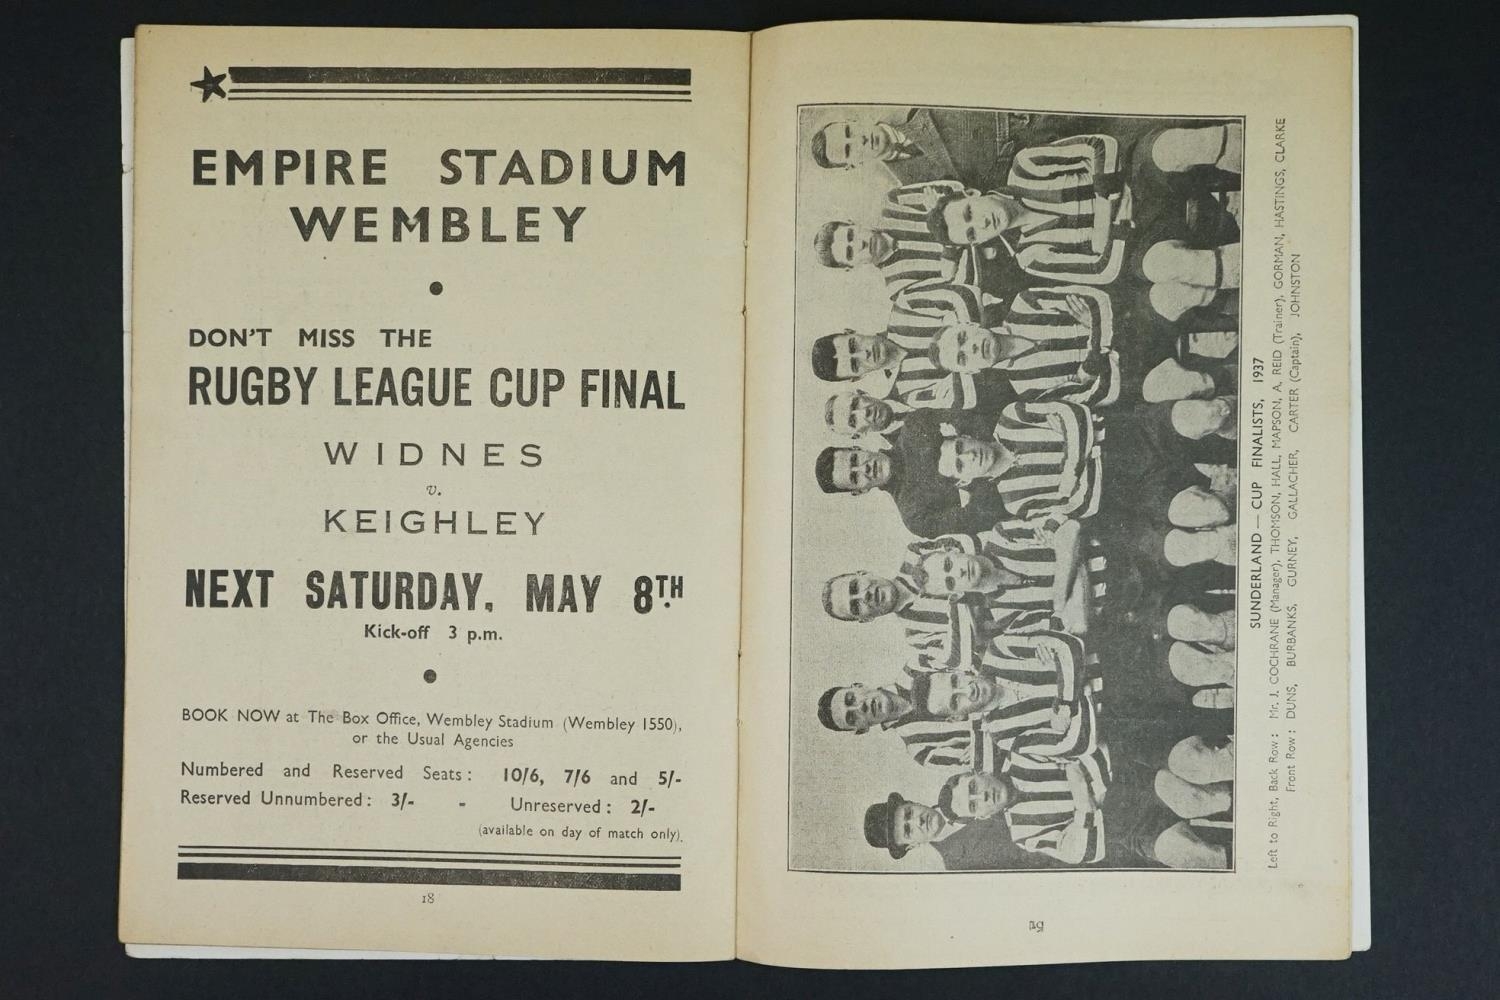 EMPIRE STADIUM
WEMBLEY
DON'T MISS THE
RUGBY LEAGUE CUP FINAL
WIDNES
v.
KEIGHLEY
NEXT SATURDAY, MAY 8TH.
Kick-off 3 p.m.
BOOK NOW at The Box Office, Wembley Stadium (Wembley 1550),
or the Usual Agencies
Numbered and Reserved Seats: 10/6, 7/6 and 5/-
Reserved Unnumbered: 3/- - Unreserved: 2/-
(available on day of match only).
18
SUNDERLAND — CUP FINALISTS, 1937
Left to Right, Back Row: Mr. J. COCHRANE (Manager), THOMSON, HALL, MAPSON, A. REID (Trainer), GORMAN, HASTINGS, CLARKE
Front Row: DUNS, BURBANKS, GURNEY, GALLACHER, CARTER (Captain), JOHNSTON